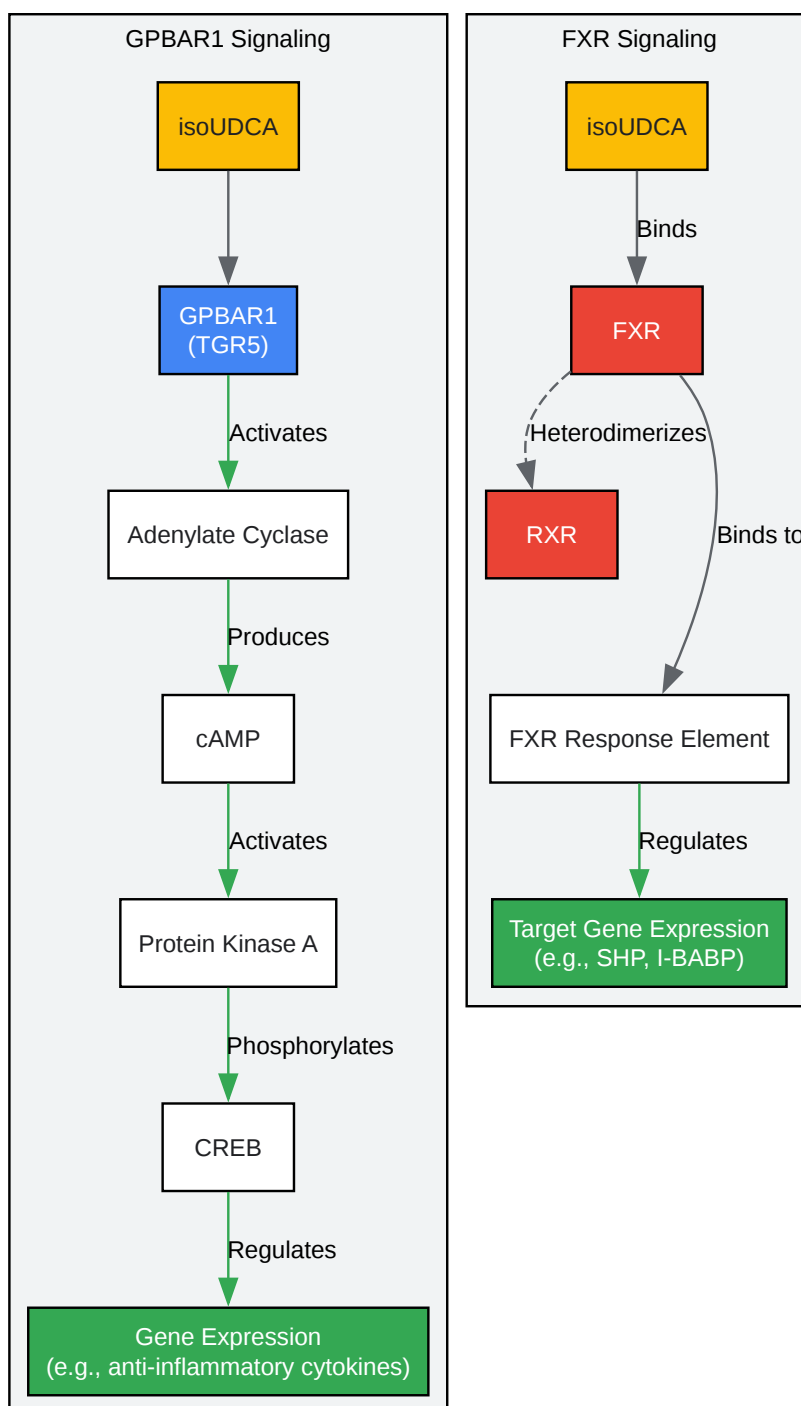 GPBAR1 Signaling
isoUDCA
GPBAR1
(TGR5)
Activates
Adenylate Cyclase
Produces
cAMP
Activates
Protein Kinase A
Phosphorylates
CREB
Regulates
Gene Expression
(e.g., anti-inflammatory cytokines)
FXR Signaling
isoUDCA
Binds
FXR
Heterodimerizes
RXR
Binds to
FXR Response Element
Regulates
Target Gene Expression
(e.g., SHP, I-BABP)